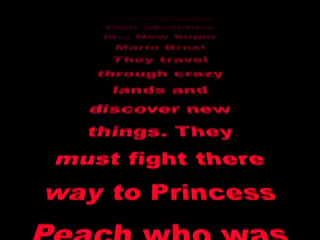 in... New Super
Mario Bros!
They travel
through crazy
lands and
discover new
things. They
must fight there
way to Princess
Peach who was